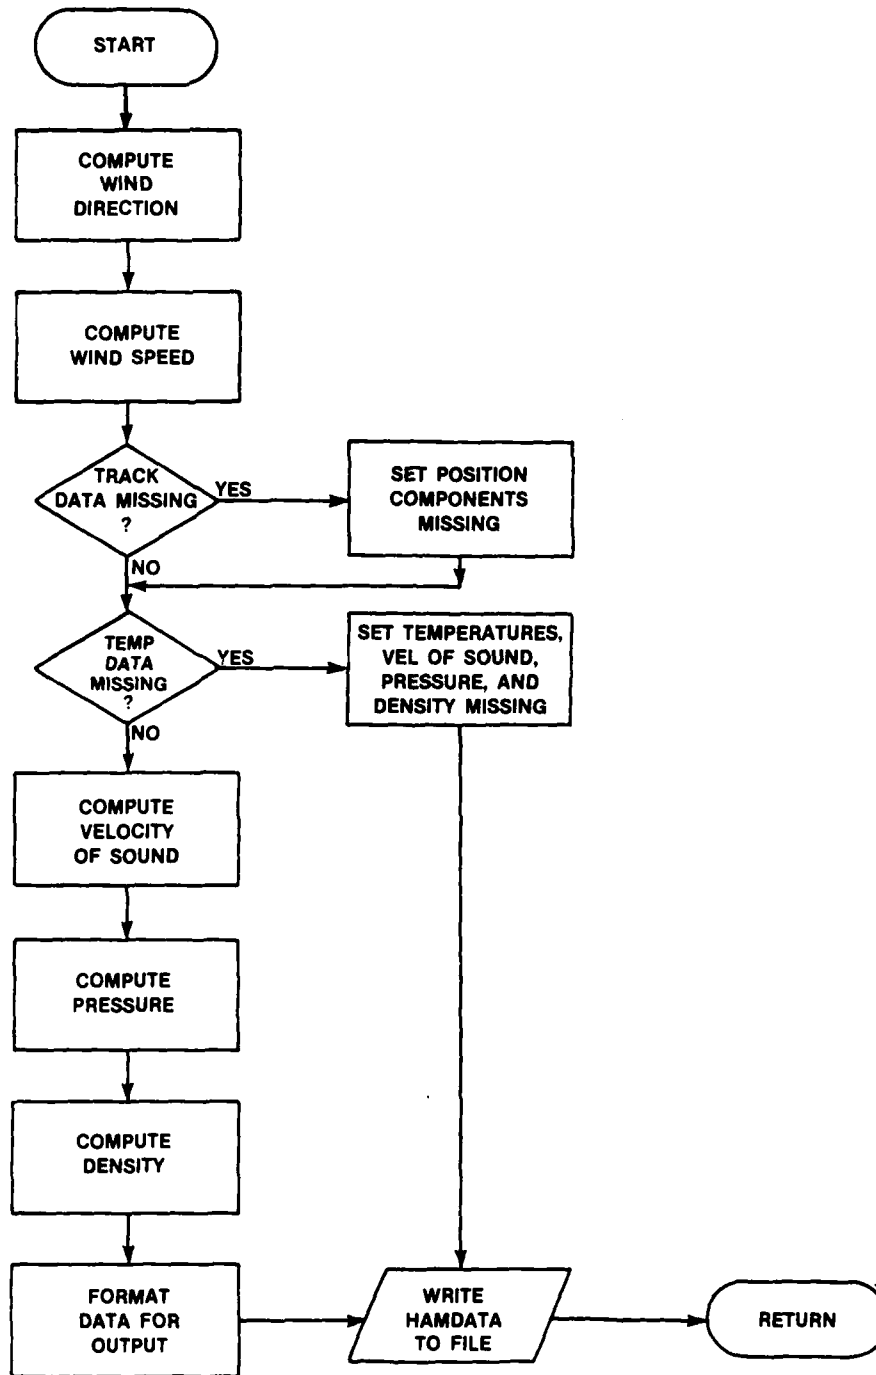 START
COMPUTE
WIND
DIRECTION
COMPUTE
WIND SPEED
TRACK
DATA MISSING
?
YES
SET POSITION
COMPONENTS
MISSING
NO
TEMP
DATA
MISSING
?
YES
SET TEMPERATURES,
VEL OF SOUND,
PRESSURE, AND
DENSITY MISSING
NO
COMPUTE
VELOCITY
OF SOUND
COMPUTE
PRESSURE
COMPUTE
DENSITY
FORMAT
DATA FOR
OUTPUT
WRITE
HAMDATA
TO FILE
RETURN